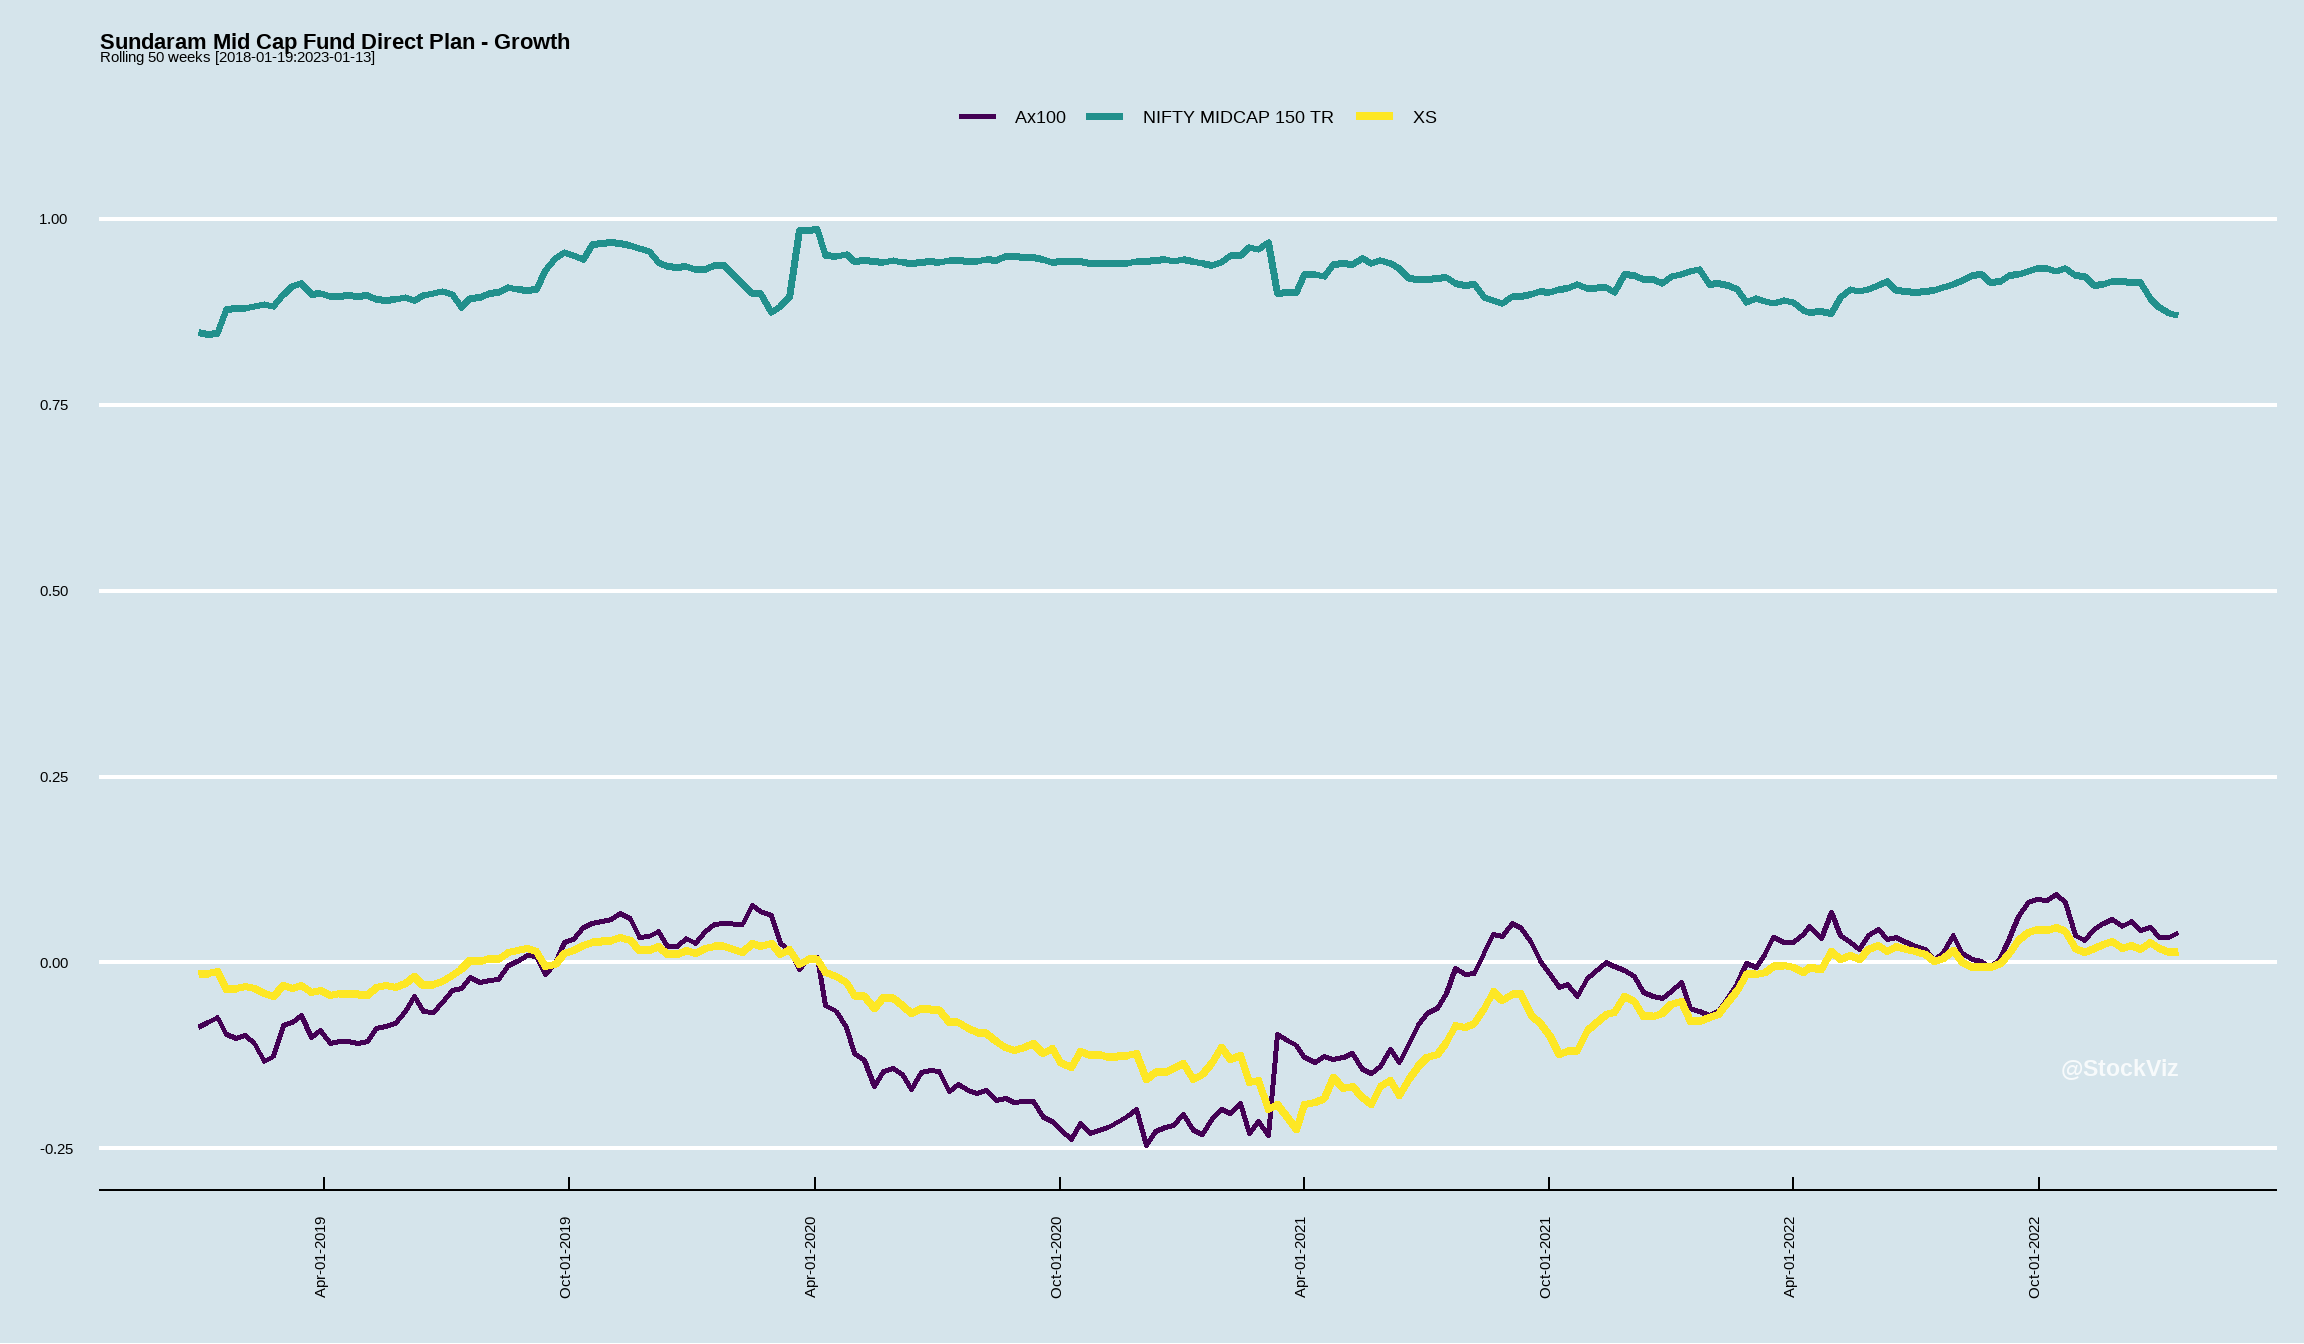 Sundaram Mid Cap Fund Direct Plan - Growth
Rolling 50 weeks [2018-01-19:2023-01-13]
Ax100 NIFTY MIDCAP 150 TR XS
1.00
0.75
0.50
0.25
0.00
-0.25
@StockViz
Apr-01-2019
Oct-01-2019
Apr-01-2020
Oct-01-2020
Apr-01-2021
Oct-01-2021
Apr-01-2022
Oct-01-2022